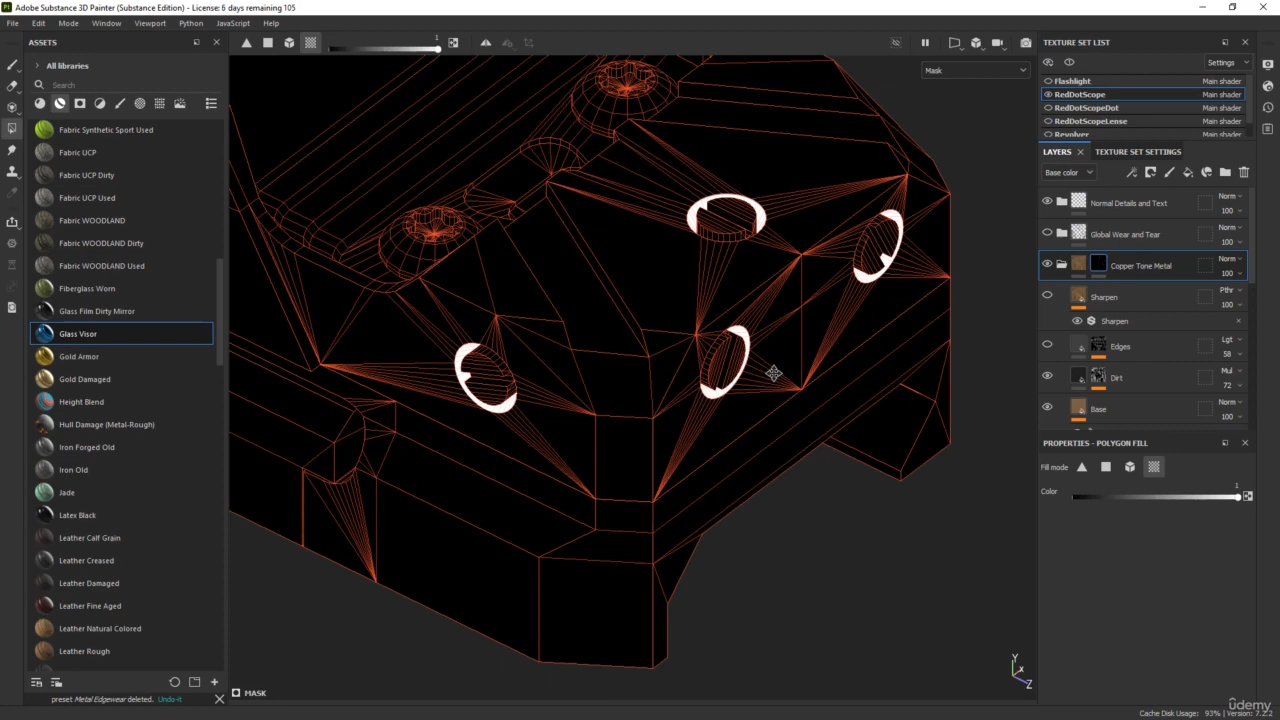 Adobe Substance 3D Painter (Substance Edition) - License: 6 days remaining 105
File Edit Mode Window Viewport Python JavaScript Help
ASSETS
All libraries
Search
Fabric Synthetic Sport Used
Fabric UCP
Fabric UCP Dirty
Fabric UCP Used
Fabric WOODLAND
Fabric WOODLAND Dirty
Fabric WOODLAND Used
Fiberglass Worn
Glass Film Dirty Mirror
Glass Visor
Gold Armor
Gold Damaged
Height Blend
Hull Damage (Metal-Rough)
Iron Forged Old
Iron Old
Jade
Latex Black
Leather Calf Grain
Leather Creased
Leather Damaged
Leather Fine Aged
Leather Natural Colored
Leather Rough
preset Metal Edgewear deleted. Undo-it
1
Mask
MASK
Y
X
Z
TEXTURE SET LIST
Settings
Flashlight Main shader
RedDotScope Main shader
RedDotScopeDot Main shader
RedDotScopeLense Main shader
Revolver Main shader
LAYERS TEXTURE SET SETTINGS
Base color
Normal Details and Text Norm 100
Global Wear and Tear Norm 100
Copper Tone Metal Norm 100
Sharpen Pthr 100
Sharpen
Edges Lgt 58
Dirt Mul 72
Base Norm 100
PROPERTIES - POLYGON FILL
Fill mode
Color 1
udemy
Cache Disk Usage: 93% | Version: 7.2.2